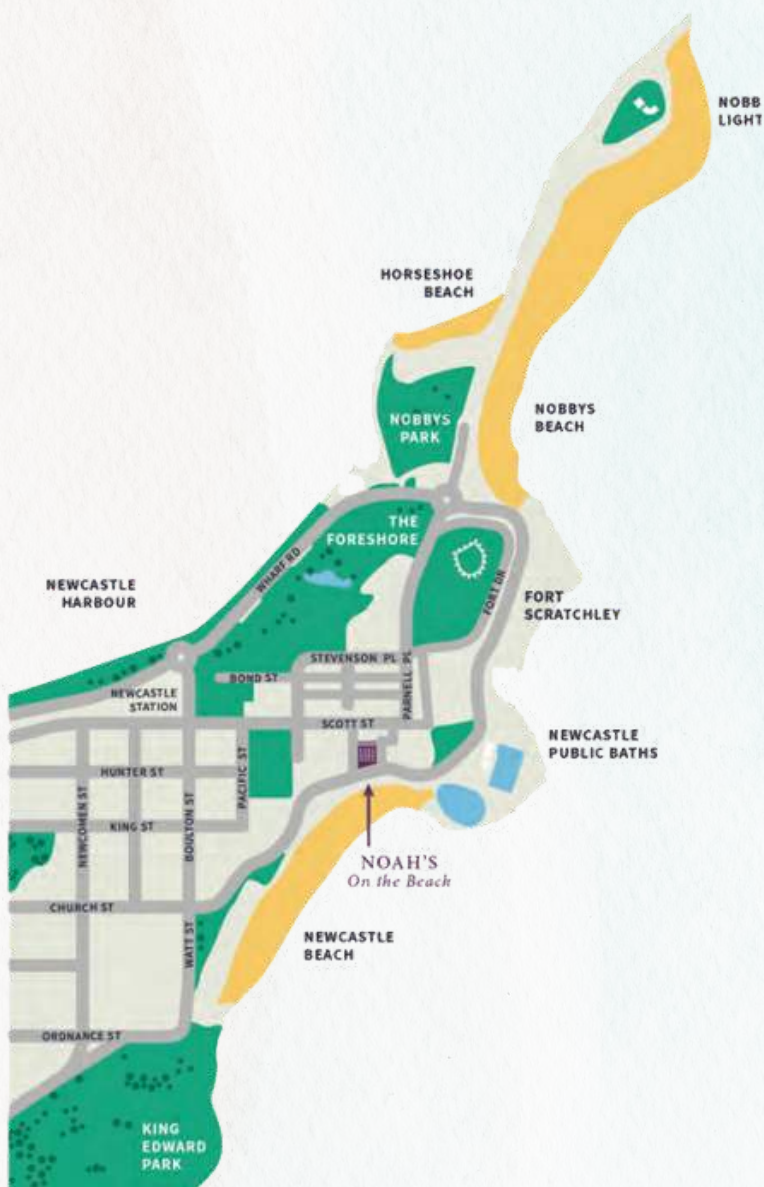 NOBB
LIGHT
HORSESHOE
BEACH
NOBBYS
PARK
NOBBYS
BEACH
THE
FORESHORE
WHARF RD
NEWCASTLE
HARBOUR
FORT DR
FORT
SCRATCHLEY
STEVENSON PL
BOND ST
PARNELL PL
NEWCASTLE
STATION
SCOTT ST
NEWCASTLE
PUBLIC BATHS
HUNTER ST
PACIFIC ST
NEWCOMEN ST
KING ST
BOULTON ST
NOAH'S
On the Beach
CHURCH ST
WATT ST
NEWCASTLE
BEACH
ORDNANCE ST
KING
EDWARD
PARK